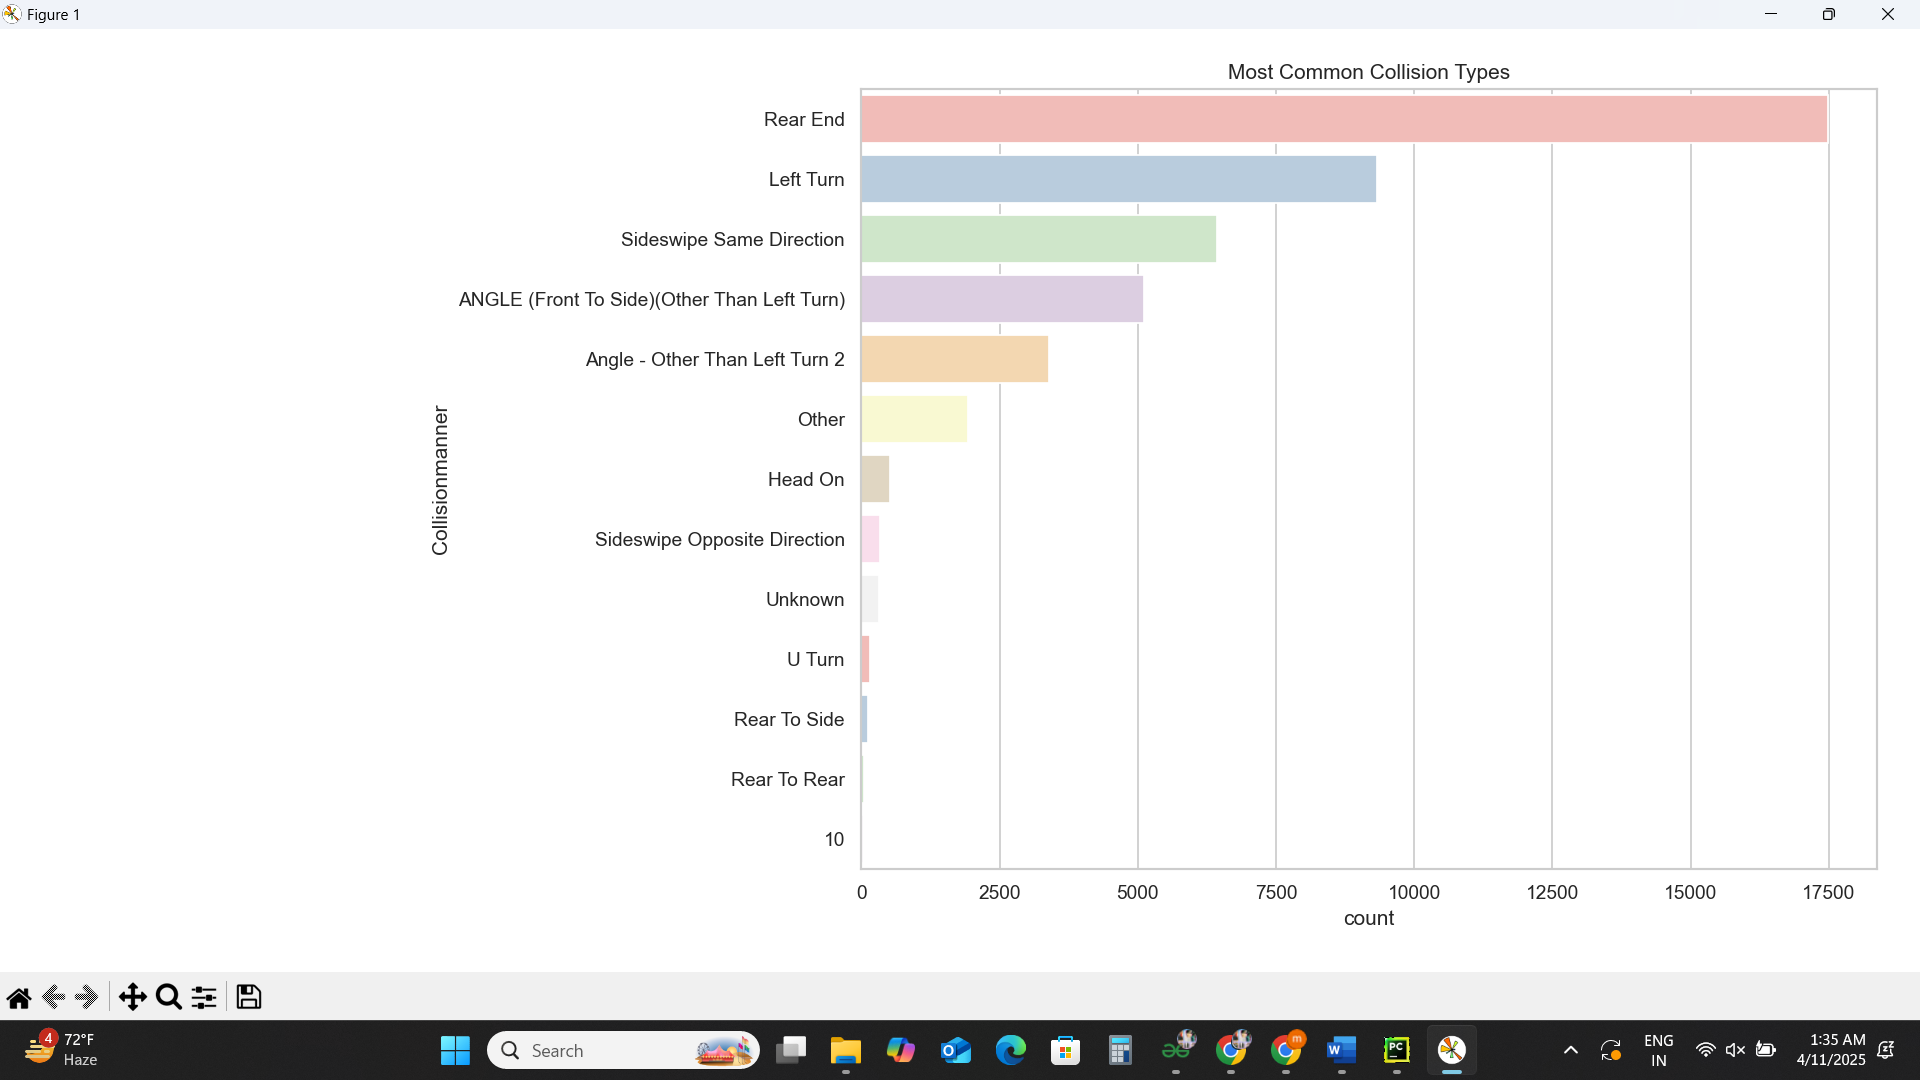 Figure 1
Most Common Collision Types
Rear End
Left Turn
Sideswipe Same Direction
ANGLE (Front To Side)(Other Than Left Turn)
Angle - Other Than Left Turn 2
Other
Head On
Sideswipe Opposite Direction
Unknown
U Turn
Rear To Side
Rear To Rear
10
Collisionmanner
0 2500 5000 7500 10000 12500 15000 17500
count
4
72°F
Haze
Search
m
PC
ENG
IN
1:35 AM
4/11/2025